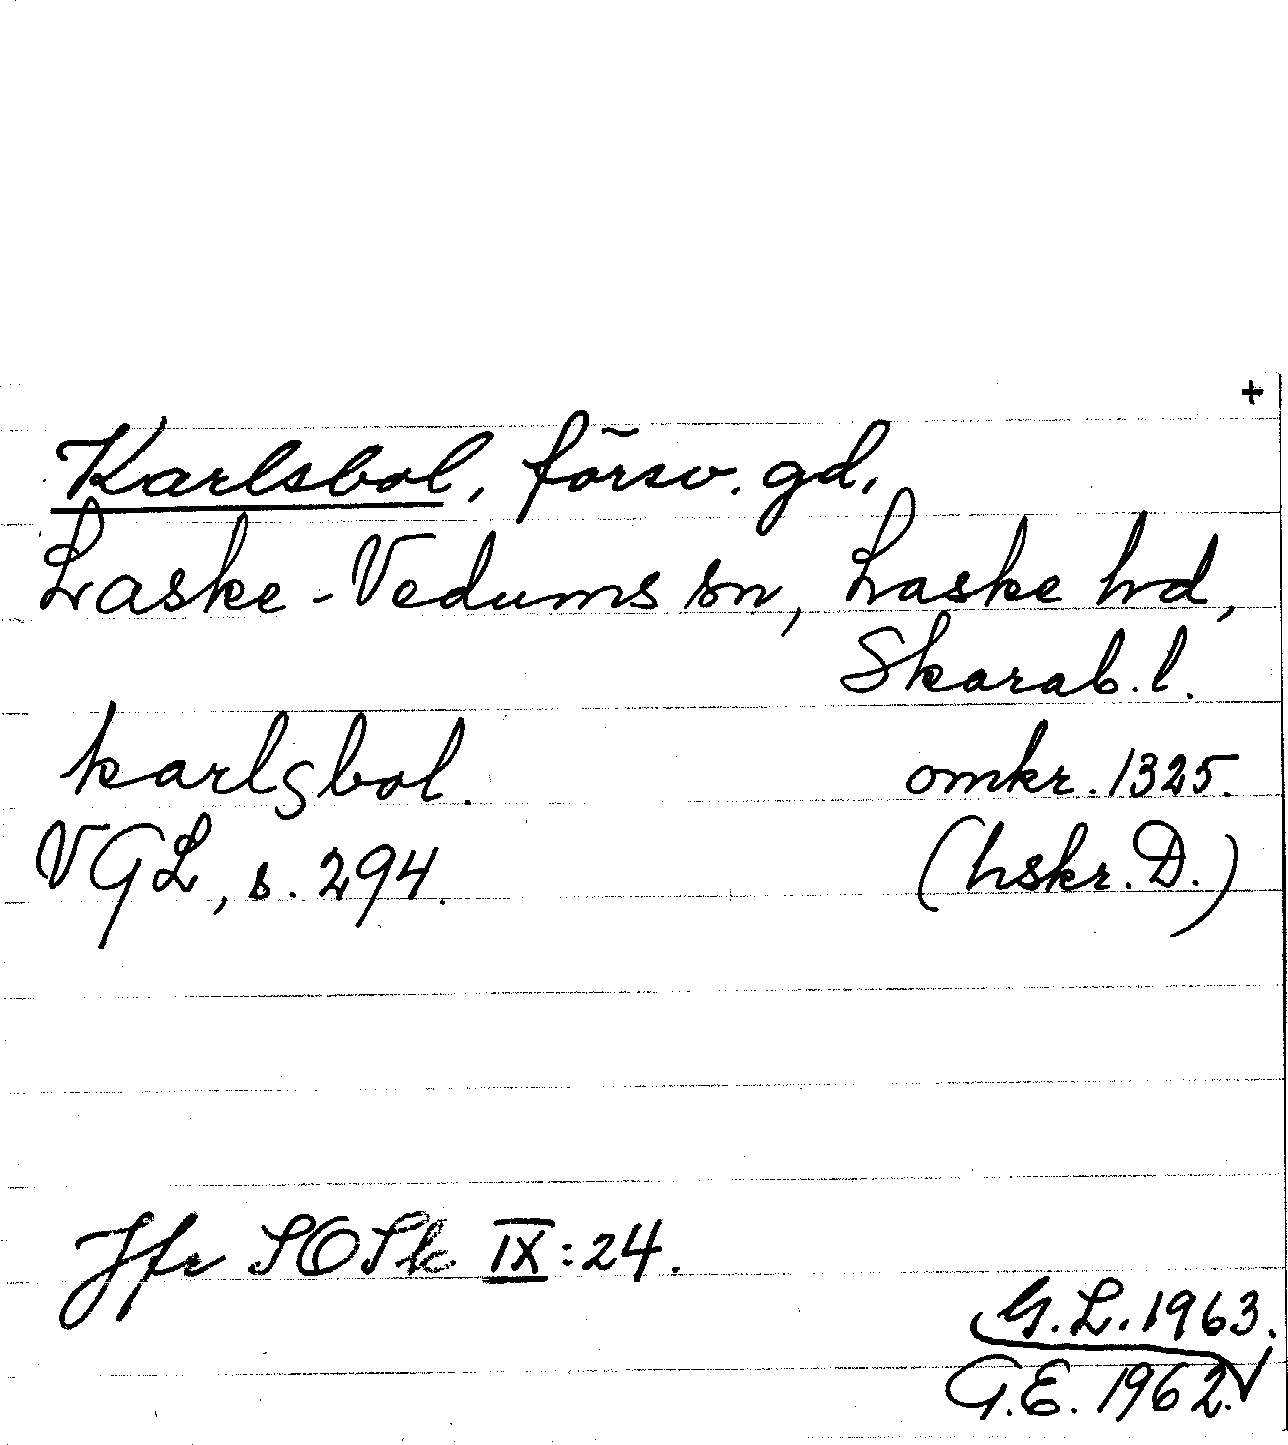 +
Karlsbol, försv. gd,
Laske-Vedums sn, Laske hd,
Skarab. l.
karlsbol. omkr. 1325.
VGL, s. 294. (hskr. D.)
Jfr SOSk IX:24.
G.L. 1963.
G.E. 1962.